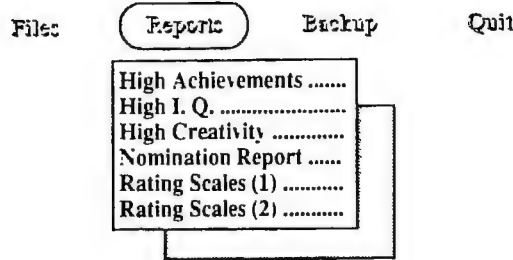 Files Reports Backup Quit
High Achievements .......
High I. Q. ......................
High Creativity .............
Nomination Report ......
Rating Scales (1) ...........
Rating Scales (2) ...........